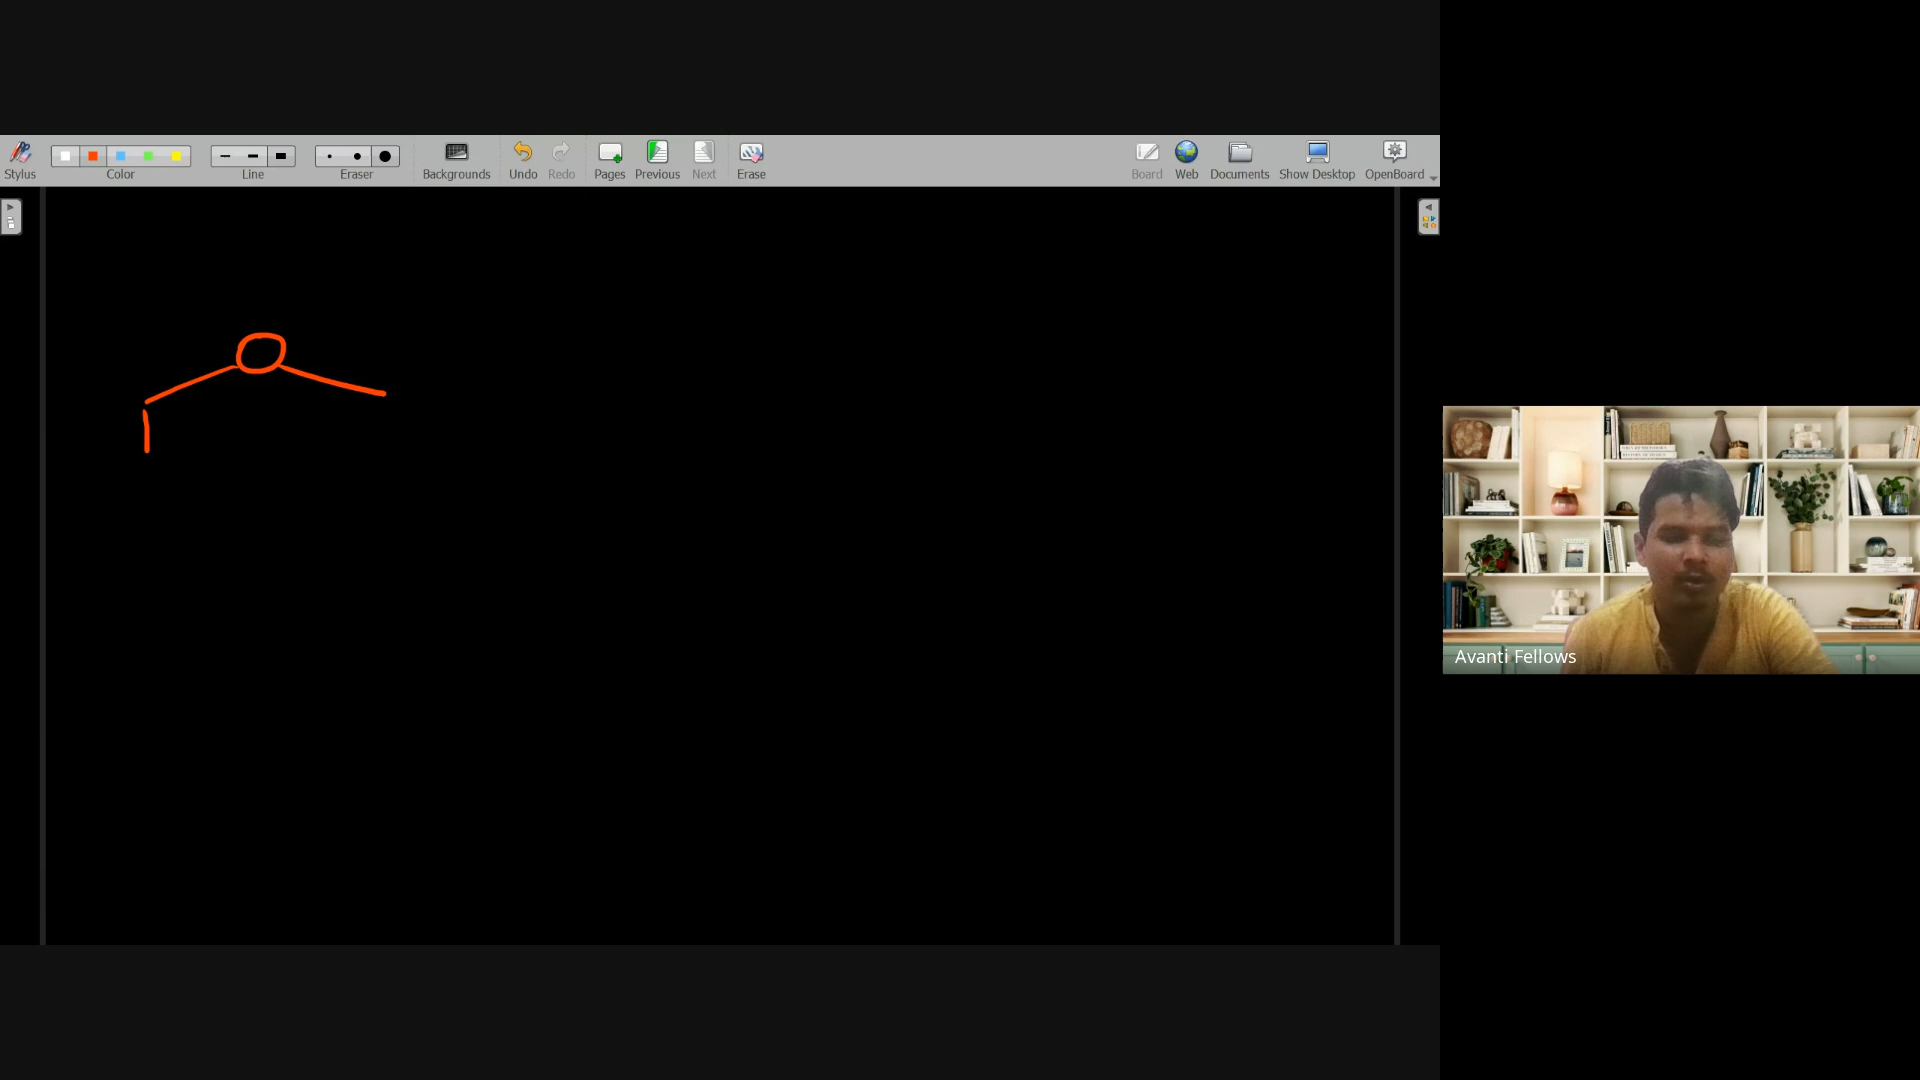 Stylus Color Line Eraser Backgrounds Undo Redo Pages Previous Next Erase Board Web Documents Show Desktop OpenBoard
O
Avanti Fellows